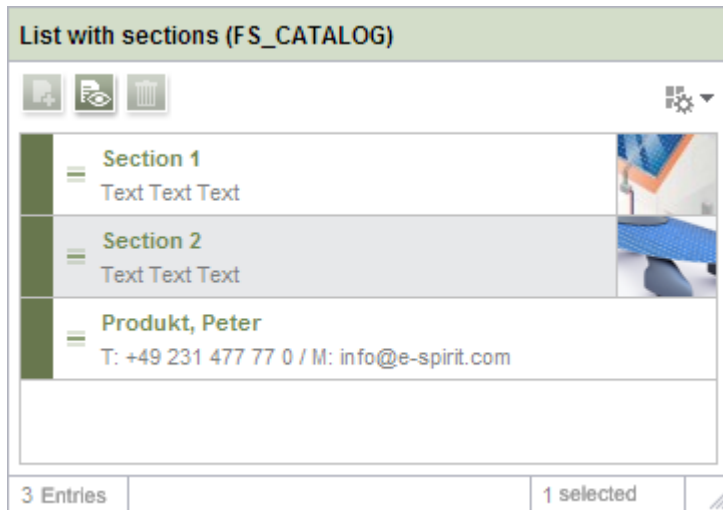 List with sections (FS_CATALOG)
Section 1
Text Text Text
Section 2
Text Text Text
Produkt, Peter
T: +49 231 477 77 0 / M: info@e-spirit.com
3 Entries
1 selected